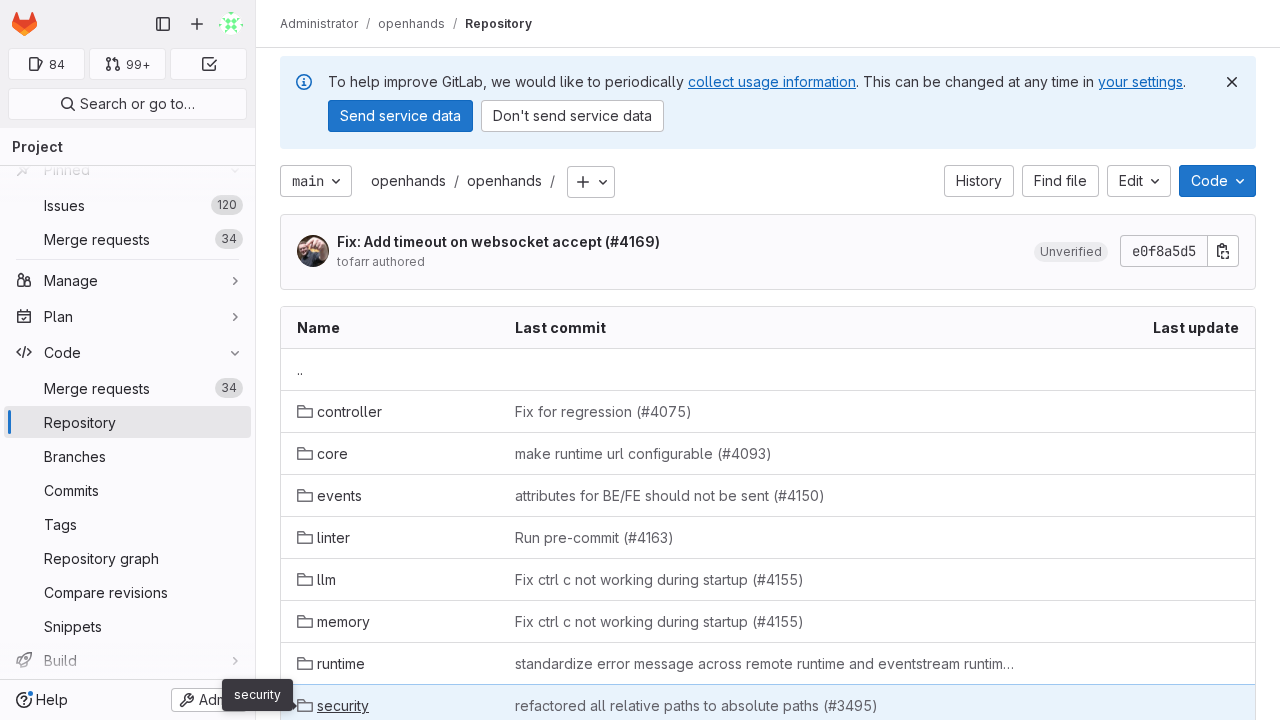 Administrator / openhands / Repository
84
99+
Search or go to…
Project
Pinned
Issues 120
Merge requests 34
Manage
Plan
Code
Merge requests 34
Repository
Branches
Commits
Tags
Repository graph
Compare revisions
Snippets
Build
Help
Adm
security
To help improve GitLab, we would like to periodically collect usage information. This can be changed at any time in your settings.
Send service data
Don't send service data
main
openhands / openhands /
History
Find file
Edit
Code
Fix: Add timeout on websocket accept (#4169)
tofarr authored
Unverified
e0f8a5d5
Name Last commit Last update
..
controller Fix for regression (#4075)
core make runtime url configurable (#4093)
events attributes for BE/FE should not be sent (#4150)
linter Run pre-commit (#4163)
llm Fix ctrl c not working during startup (#4155)
memory Fix ctrl c not working during startup (#4155)
runtime standardize error message across remote runtime and eventstream runtim…
security refactored all relative paths to absolute paths (#3495)